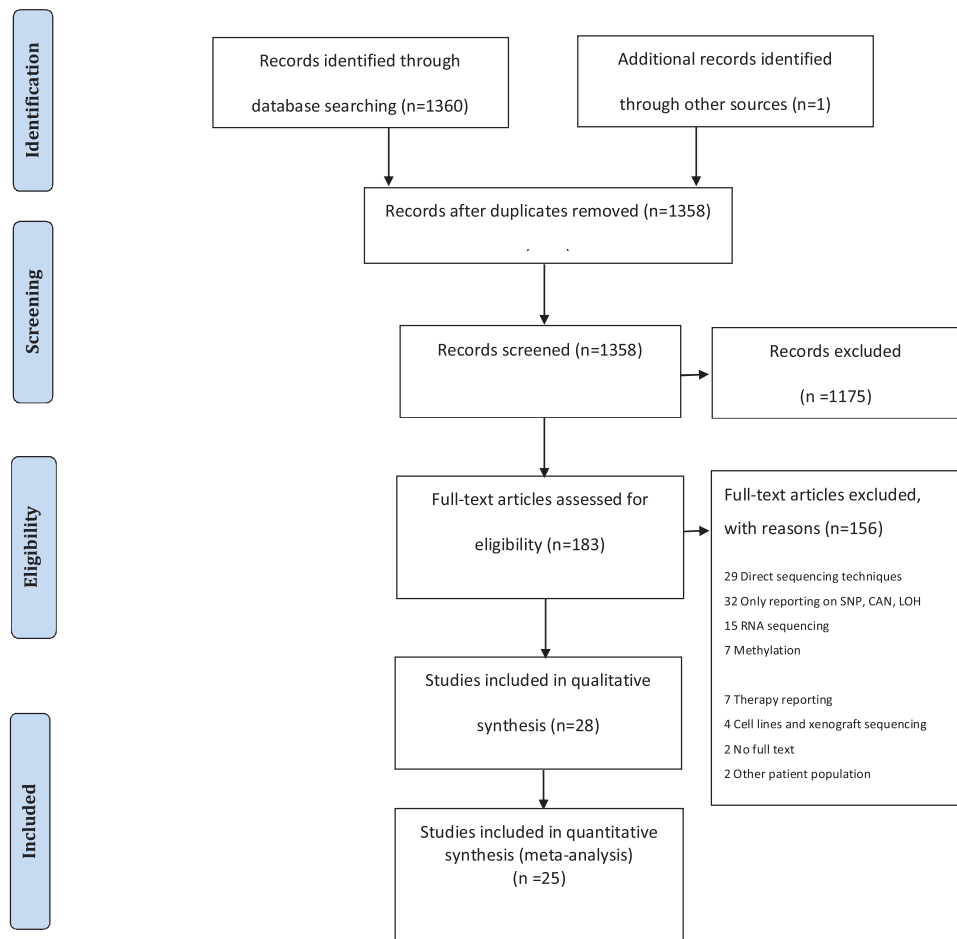 Identification
Records identified through
database searching (n=1360)
Additional records identified
through other sources (n=1)
Records after duplicates removed (n=1358)
Screening
Records screened (n=1358)
Records excluded
(n =1175)
Eligibility
Full-text articles assessed for
eligibility (n=183)
Full-text articles excluded,
with reasons (n=156)
29 Direct sequencing techniques
32 Only reporting on SNP, CAN, LOH
15 RNA sequencing
7 Methylation
7 Therapy reporting
4 Cell lines and xenograft sequencing
2 No full text
2 Other patient population
Included
Studies included in qualitative
synthesis (n=28)
Studies included in quantitative
synthesis (meta-analysis)
(n =25)